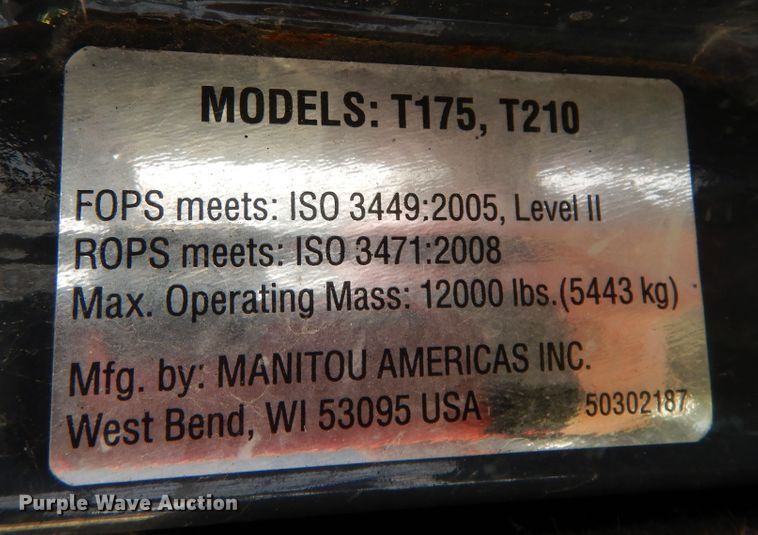 MODELS: T175, T210
FOPS meets: ISO 3449:2005, Level II
ROPS meets: ISO 3471:2008
Max. Operating Mass: 12000 lbs.(5443 kg)
Mfg. by: MANITOU AMERICAS INC.
West Bend, WI 53095 USA 50302187
Purple Wave Auction